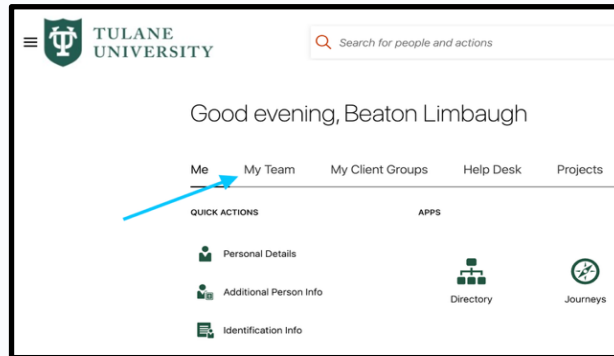 TULANE
UNIVERSITY
Search for people and actions
Good evening, Beaton Limbaugh
Me My Team My Client Groups Help Desk Projects
QUICK ACTIONS APPS
Personal Details
Additional Person Info
Directory Journeys
Identification Info